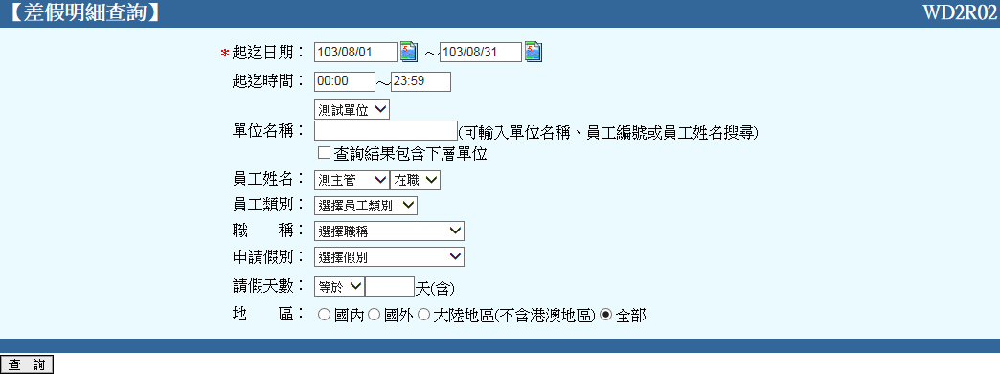 【差假明細查詢】 WD2R02
*起迄日期： 103/08/01 ～103/08/31
起迄時間： 00:00 ～23:59
測試單位
單位名稱： (可輸入單位名稱、員工編號或員工姓名搜尋)
查詢結果包含下層單位
員工姓名： 測主管 在職
員工類別： 選擇員工類別
職　　稱： 選擇職稱
申請假別： 選擇假別
請假天數： 等於 天(含)
地　　區： 國內 國外 大陸地區(不含港澳地區) 全部
查 詢